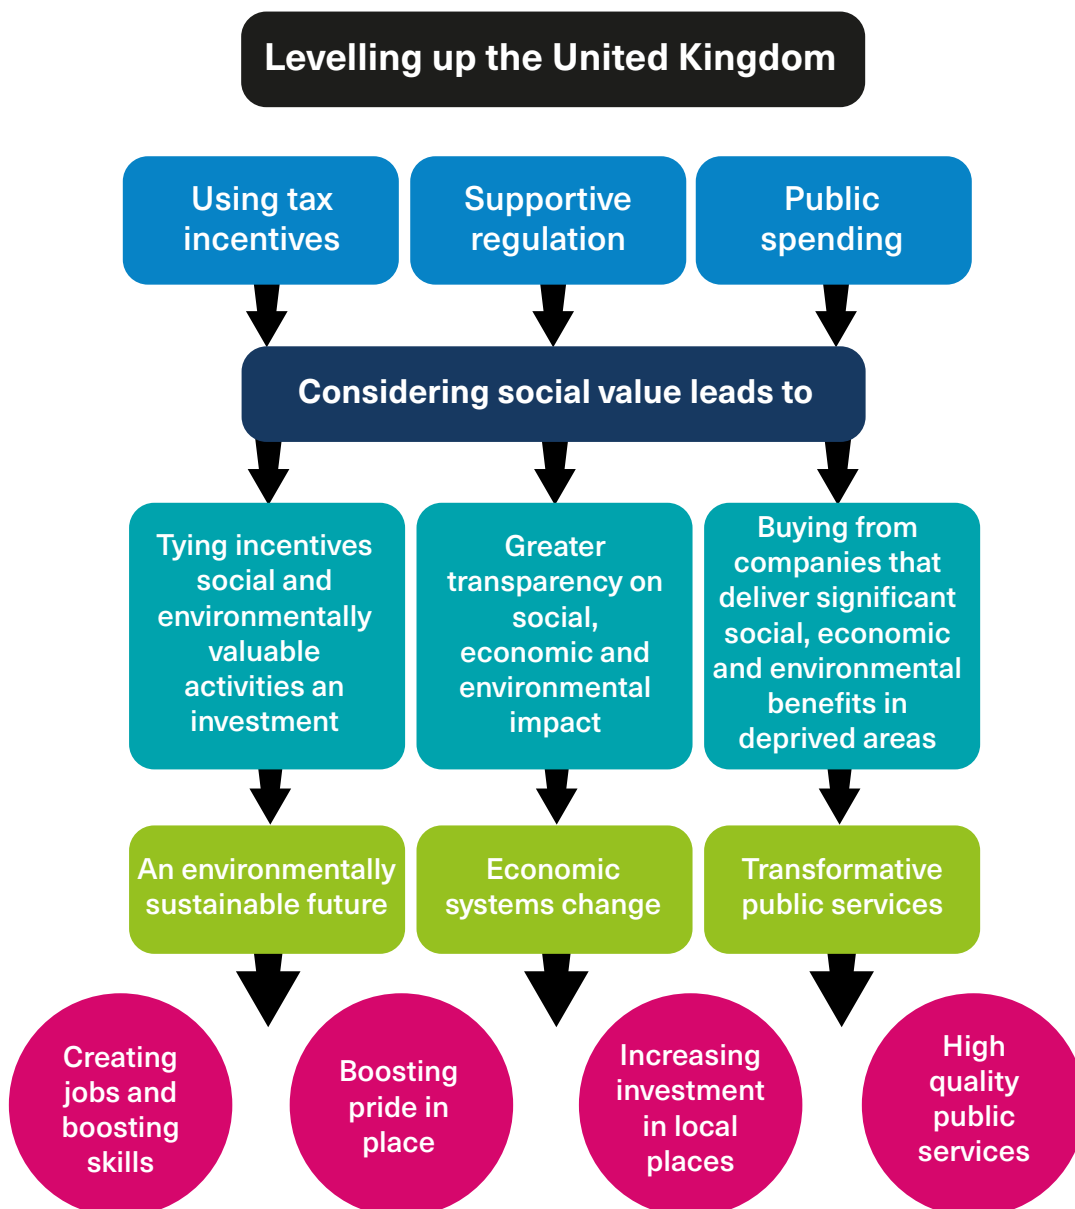 Levelling up the United Kingdom
Using tax
incentives
Supportive
regulation
Public
spending
Considering social value leads to
Tying incentives
social and
environmentally
valuable
activities an
investment
Greater
transparency on
social,
economic and
environmental
impact
Buying from
companies that
deliver significant
social, economic
and environmental
benefits in
deprived areas
An environmentally
sustainable future
Economic
systems change
Transformative
public services
Creating
jobs and
boosting
skills
Boosting
pride in
place
Increasing
investment
in local
places
High
quality
public
services